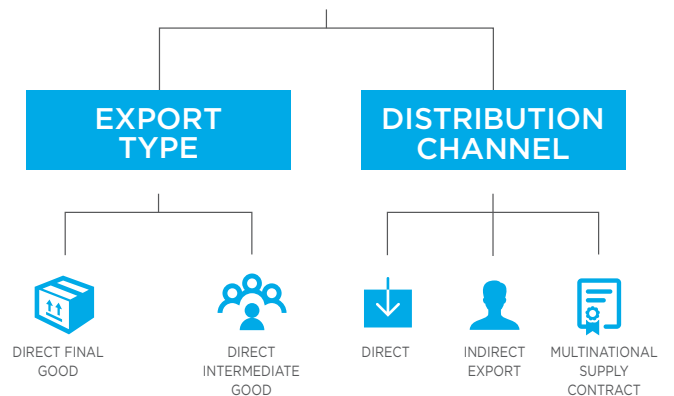 EXPORT
TYPE
DISTRIBUTION
CHANNEL
DIRECT FINAL
GOOD
DIRECT
INTERMEDIATE
GOOD
DIRECT
INDIRECT
EXPORT
MULTINATIONAL
SUPPLY
CONTRACT